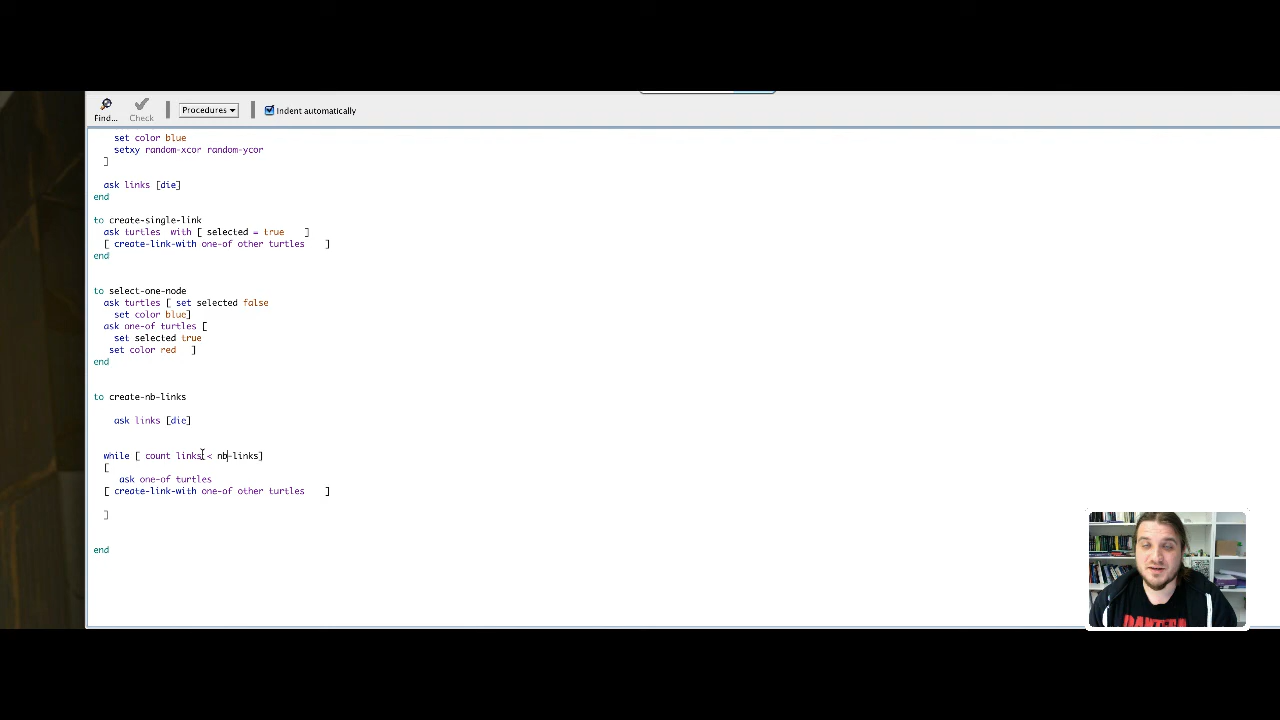 Find...
Check
Procedures
Indent automatically
set color blue
setxy random-xcor random-ycor
]
ask links [die]
end
to create-single-link
ask turtles with [ selected = true ]
[ create-link-with one-of other turtles ]
end
to select-one-node
ask turtles [ set selected false
set color blue]
ask one-of turtles [
set selected true
set color red ]
end
to create-nb-links
ask links [die]
while [ count links < nb-links]
[
ask one-of turtles
[ create-link-with one-of other turtles ]
]
end
PANTERA